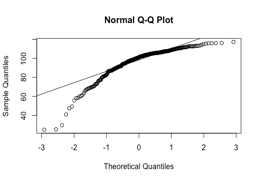 Normal Q-Q Plot
Sample Quantiles
40 60 80 100
-3 -2 -1 0 1 2 3
Theoretical Quantiles